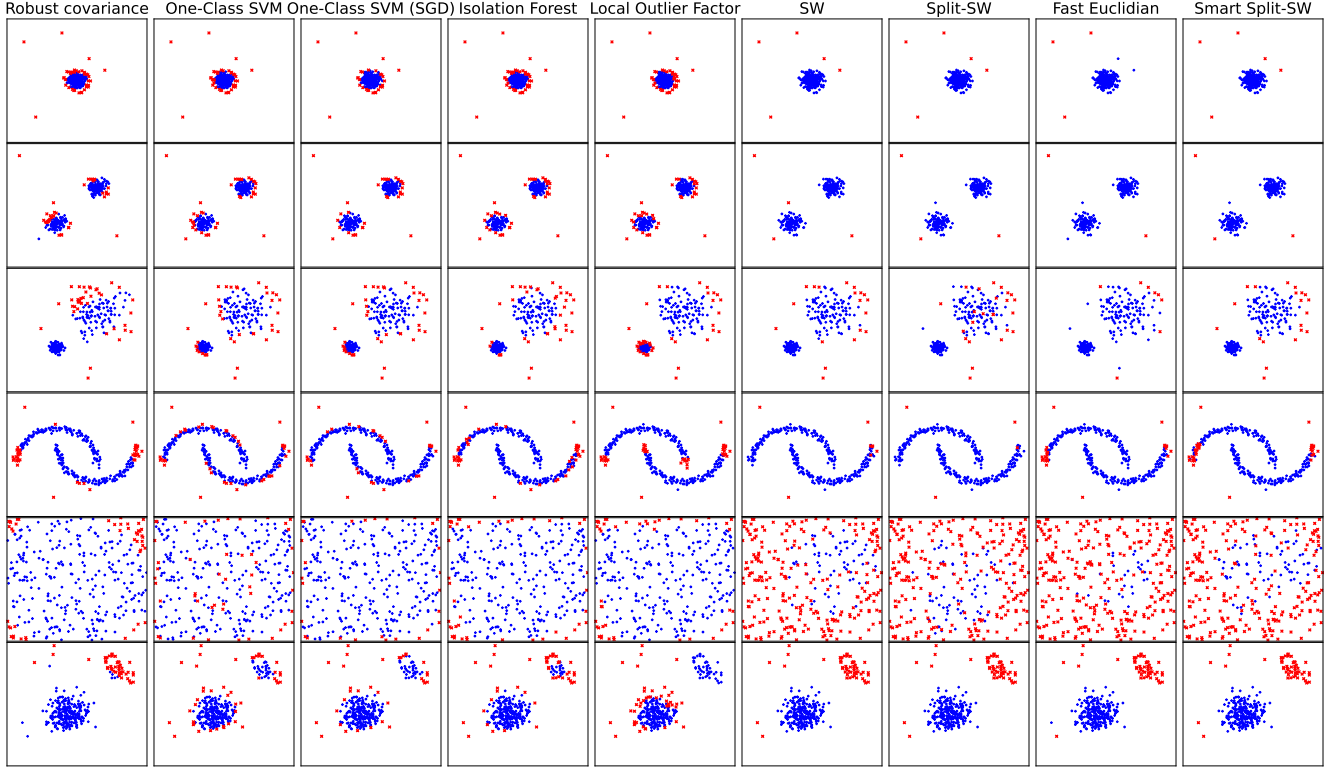 Robust covariance One-Class SVM One-Class SVM (SGD) Isolation Forest Local Outlier Factor SW Split-SW Fast Euclidian Smart Split-SW